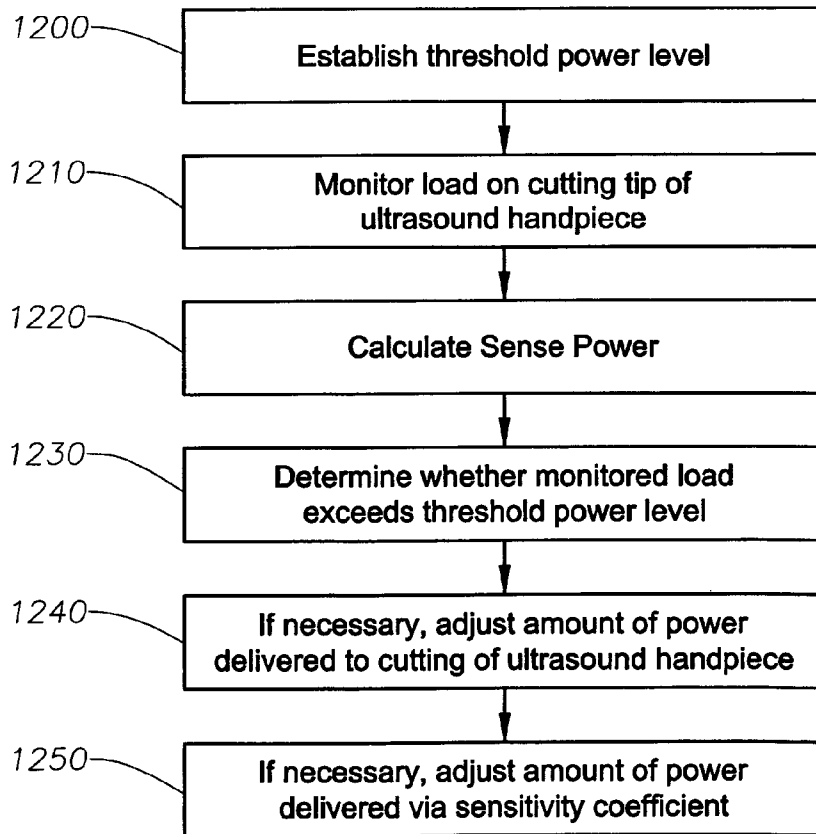 1200
Establish threshold power level
1210
Monitor load on cutting tip of
ultrasound handpiece
1220
Calculate Sense Power
1230
Determine whether monitored load
exceeds threshold power level
1240
If necessary, adjust amount of power
delivered to cutting of ultrasound handpiece
1250
If necessary, adjust amount of power
delivered via sensitivity coefficient